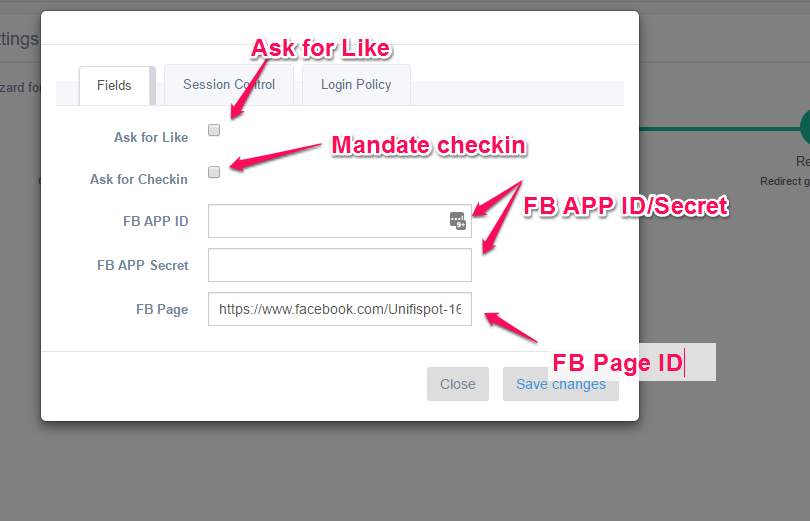 ttings
Ask for Like
Fields
Session Control
Login Policy
zard for
Ask for Like
Mandate checkin
Re
Ask for Checkin
Redirect g
FB APP ID
9+
FB APP ID/Secret
FB APP Secret
FB Page
https://www.facebook.com/Unifispot-16
FB Page ID
Close
Save changes